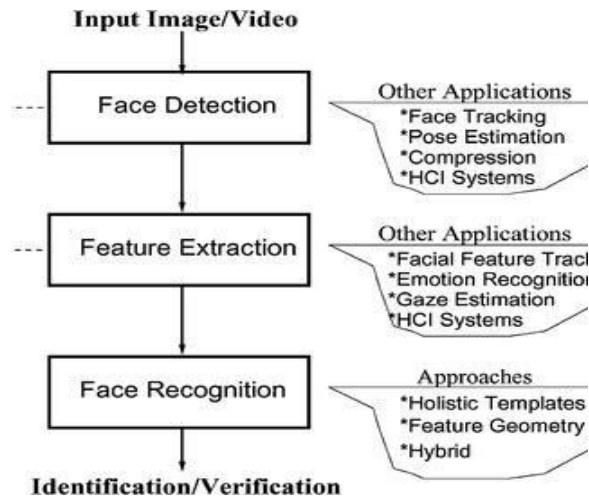 Input Image/Video
Face Detection
Other Applications
*Face Tracking
*Pose Estimation
*Compression
*HCI Systems
Feature Extraction
Other Applications
*Facial Feature Track
*Emotion Recognition
*Gaze Estimation
*HCI Systems
Face Recognition
Approaches
*Holistic Templates
*Feature Geometry
*Hybrid
Identification/Verification